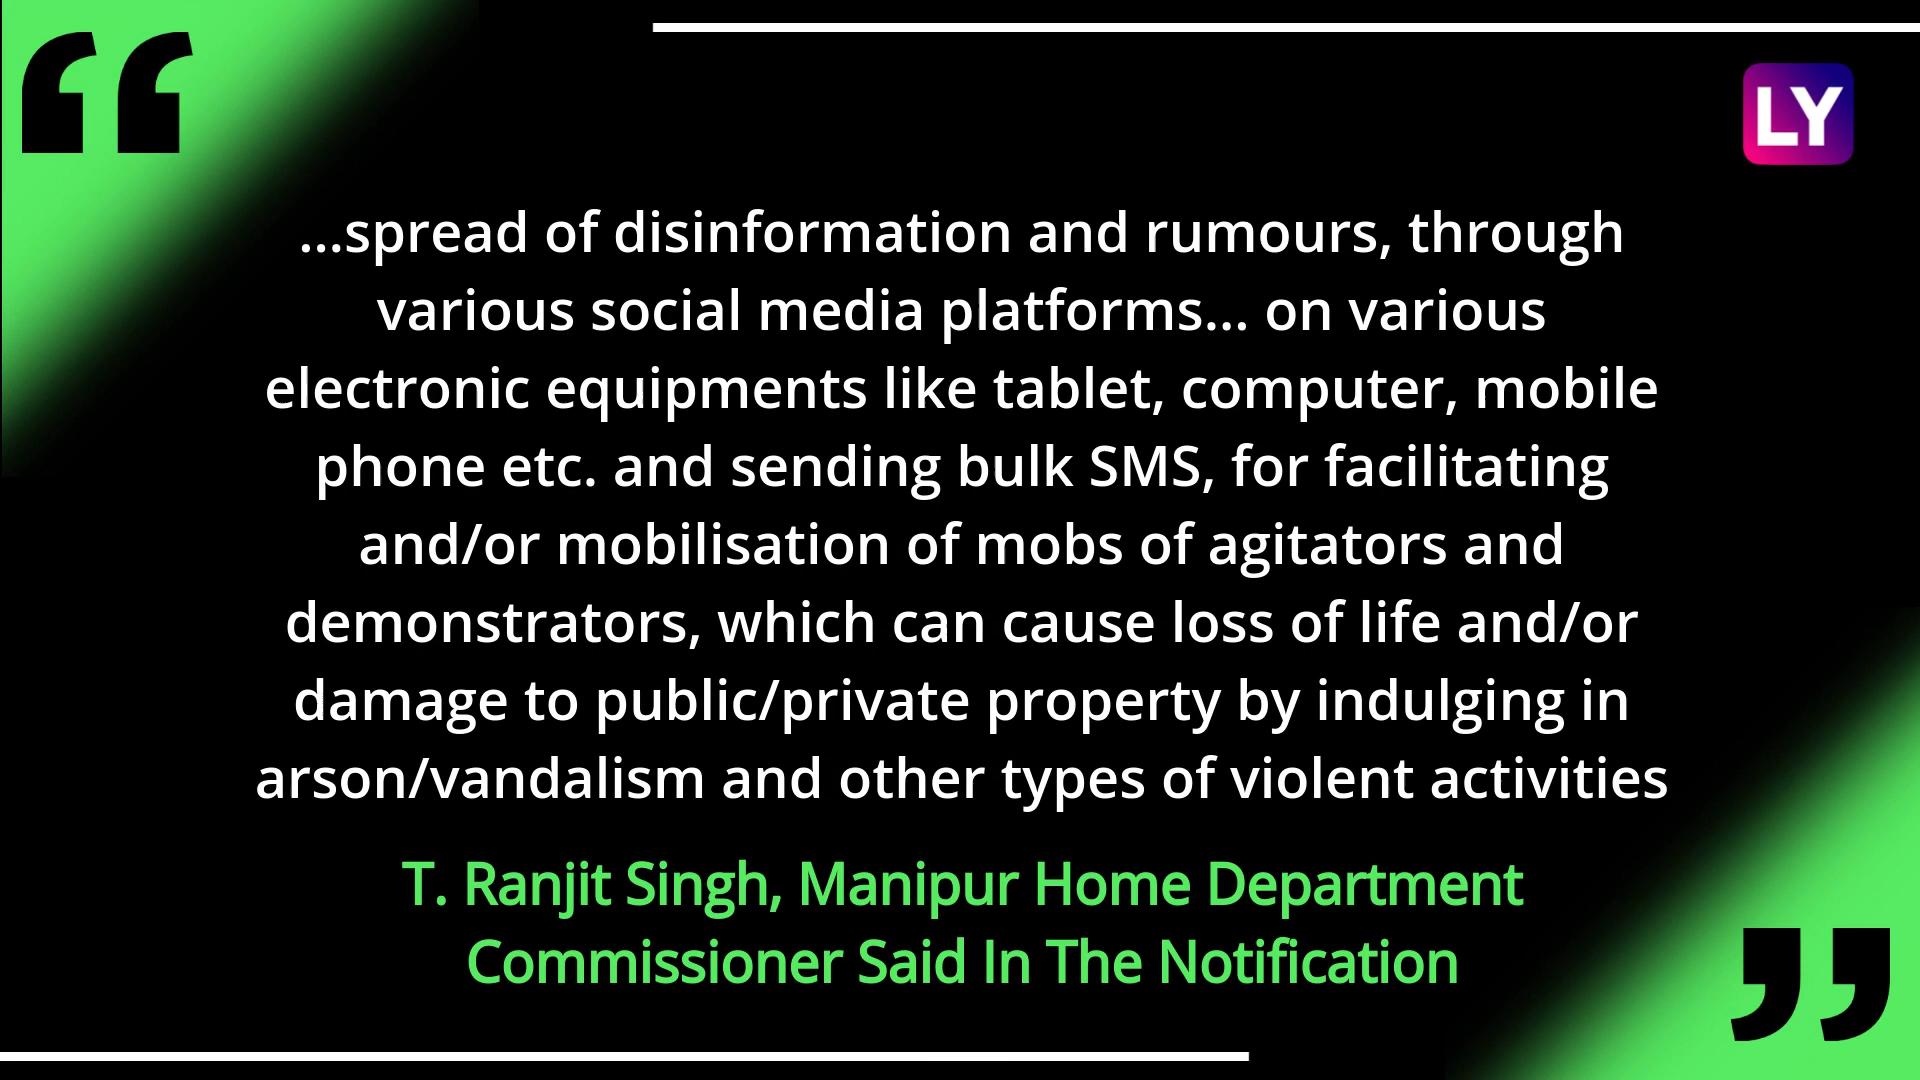 “
LY
...spread of disinformation and rumours, through
various social media platforms... on various
electronic equipments like tablet, computer, mobile
phone etc. and sending bulk SMS, for facilitating
and/or mobilisation of mobs of agitators and
demonstrators, which can cause loss of life and/or
damage to public/private property by indulging in
arson/vandalism and other types of violent activities
T. Ranjit Singh, Manipur Home Department
Commissioner Said In The Notification
”